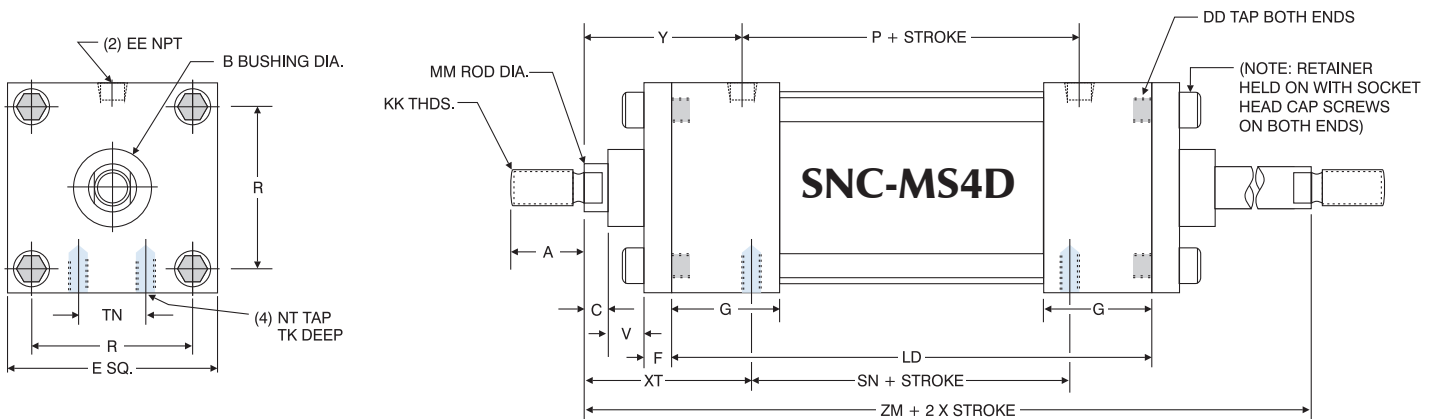 (2) EE NPT
B BUSHING DIA.
R
TN
R
E SQ.
(4) NT TAP
TK DEEP
Y
P + STROKE
DD TAP BOTH ENDS
MM ROD DIA.
KK THDS.
(NOTE: RETAINER
HELD ON WITH SOCKET
HEAD CAP SCREWS
ON BOTH ENDS)
SNC-MS4D
A
C
V
F
G
G
LD
XT
SN + STROKE
ZM + 2 X STROKE